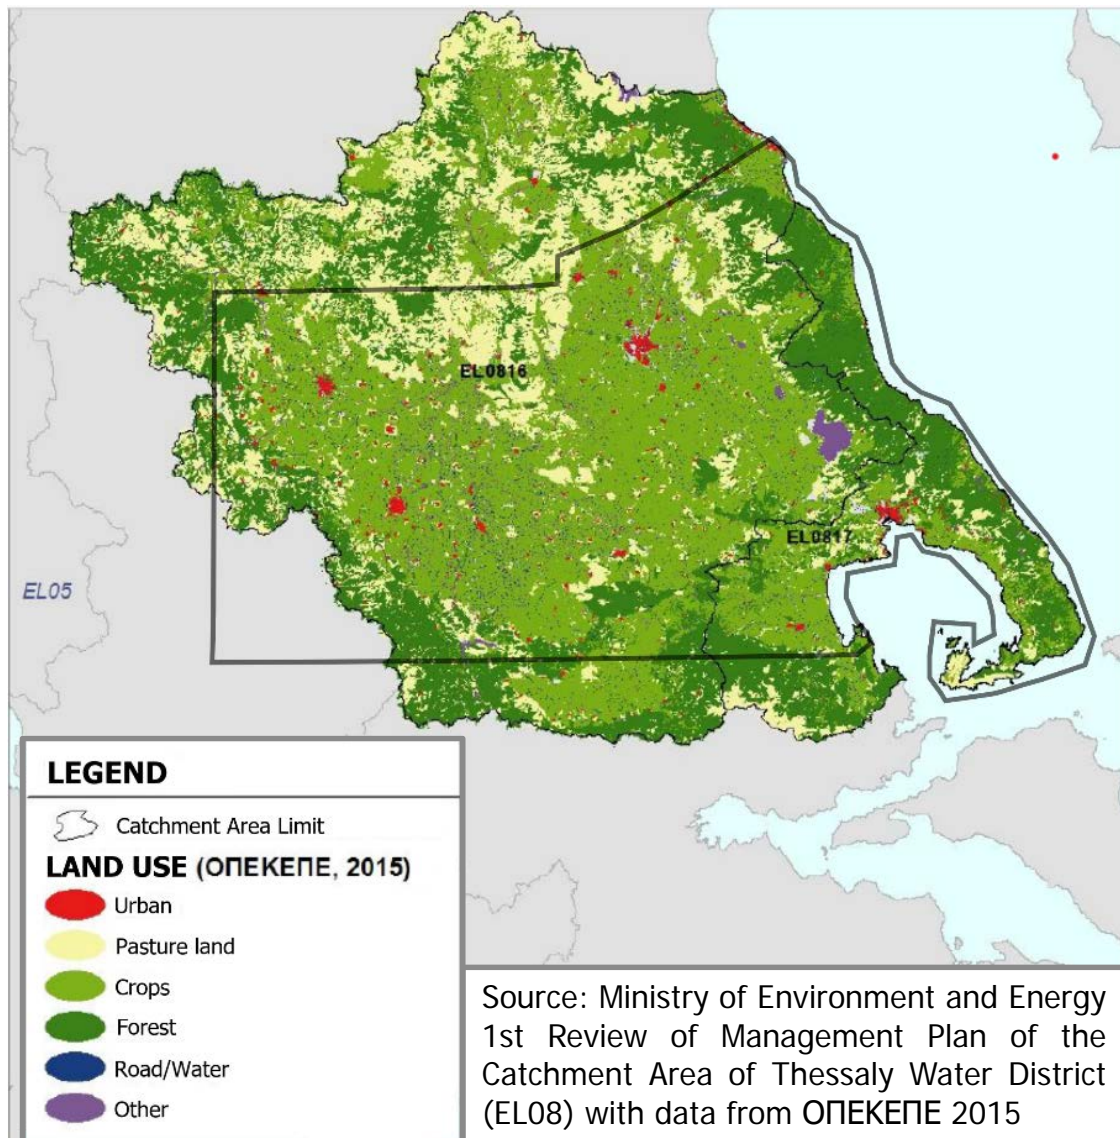 EL0816
EL0817
EL05
LEGEND
Catchment Area Limit
LAND USE (ΟΠΕΚΕΠΕ, 2015)
Urban
Pasture land
Crops
Forest
Road/Water
Other
Source: Ministry of Environment and Energy
1st Review of Management Plan of the
Catchment Area of Thessaly Water District
(EL08) with data from ΟΠΕΚΕΠΕ 2015